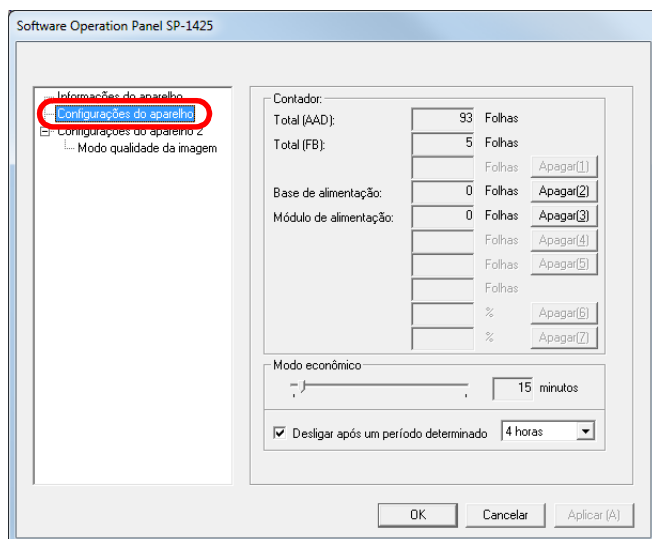 Software Operation Panel SP-1425
Informações do aparelho
Configurações do aparelho
Configurações do aparelho 2
Modo qualidade da imagem
Contador:
Total (AAD): 93 Folhas
Total (FB): 5 Folhas
Folhas Apagar(1)
Base de alimentação: 0 Folhas Apagar(2)
Módulo de alimentação: 0 Folhas Apagar(3)
Folhas Apagar(4)
Folhas Apagar(5)
Folhas
% Apagar(6)
% Apagar(7)
Modo econômico
15 minutos
Desligar após um período determinado 4 horas
OK Cancelar Aplicar (A)